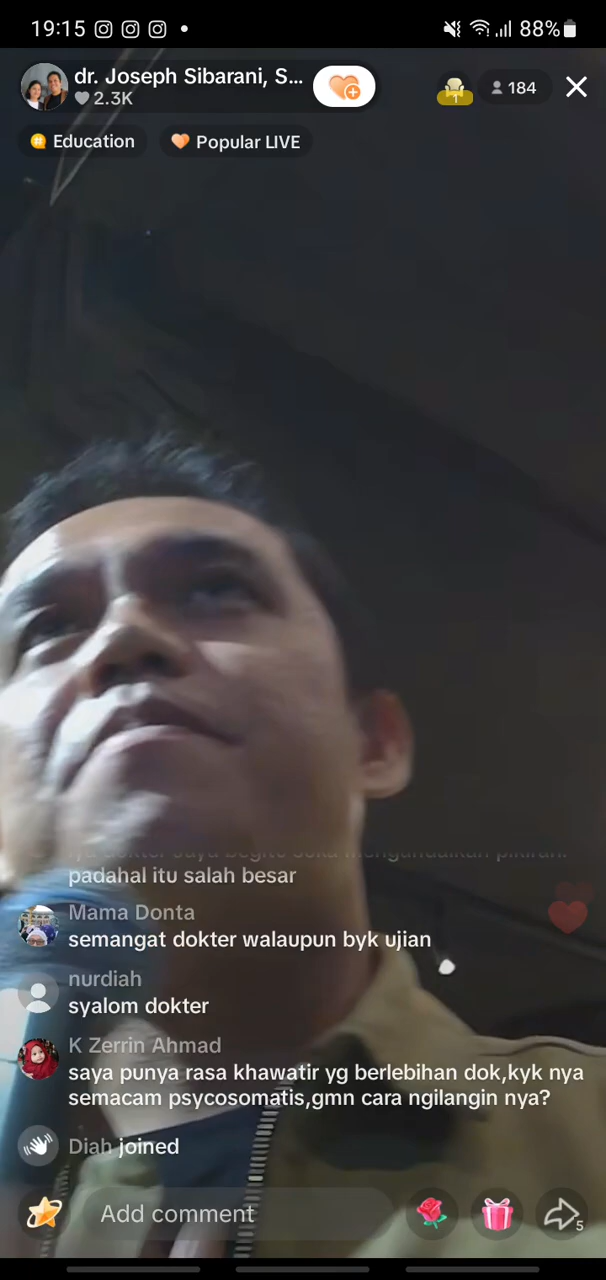 19:15
88%
dr. Joseph Sibarani, S...
2.3K
1
184
Education
Popular LIVE
padahal itu salah besar
Mama Donta
semangat dokter walaupun byk ujian
nurdiah
syalom dokter
K Zerrin Ahmad
saya punya rasa khawatir yg berlebihan dok,kyk nya
semacam psycosomatis,gmn cara ngilangin nya?
Diah joined
Add comment
5